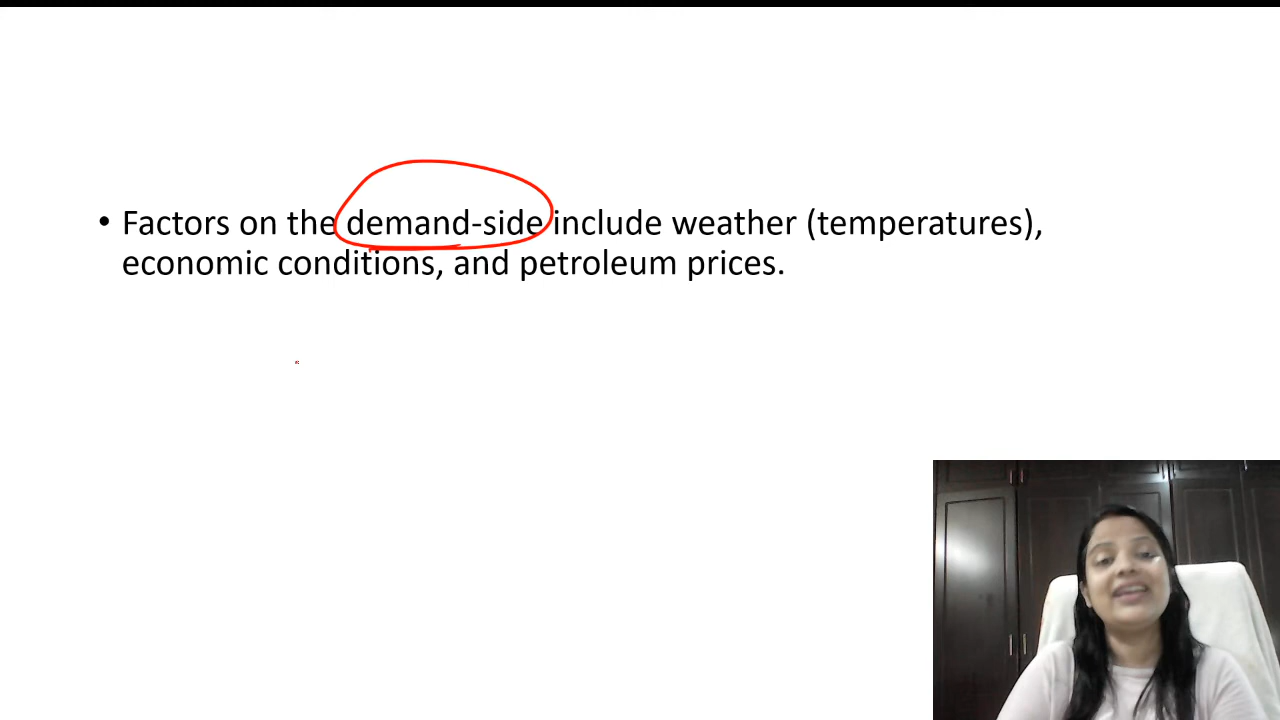 • Factors on the demand-side include weather (temperatures),
economic conditions, and petroleum prices.